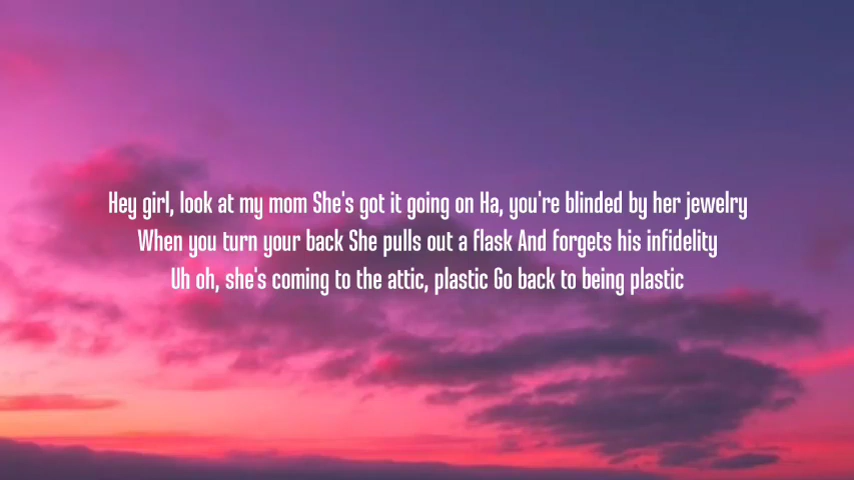 Hey girl, look at my mom She's got it going on Ha, you're blinded by her jewelry
When you turn your back She pulls out a flask And forgets his infidelity
Uh oh, she's coming to the attic, plastic Go back to being plastic